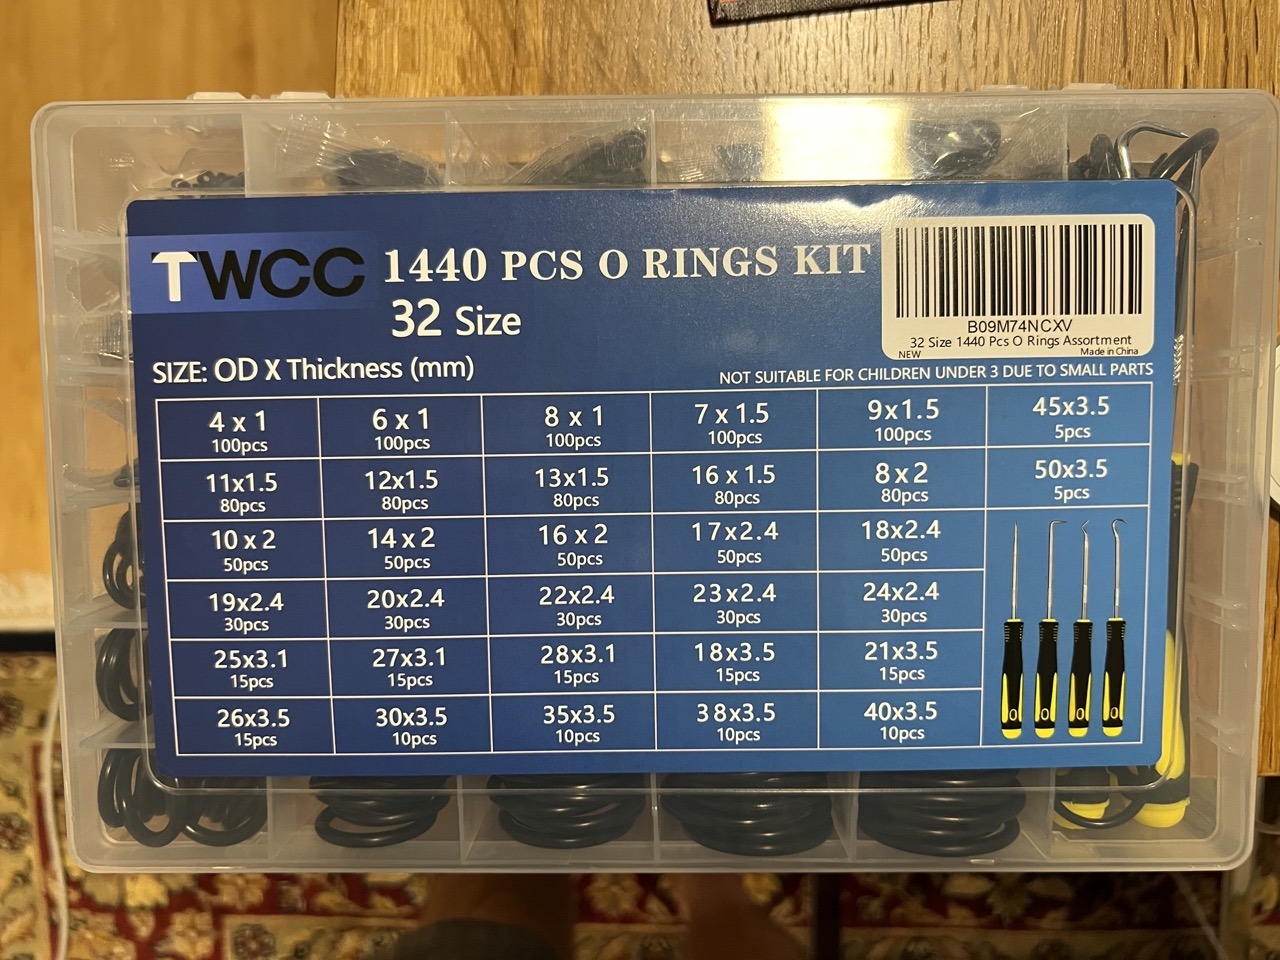 TWCC
1440 PCS O RINGS KIT
32 Size
B09M74NCXV
32 Size 1440 Pcs O Rings Assortment
NEW
Made in China
SIZE: OD X Thickness (mm)
NOT SUITABLE FOR CHILDREN UNDER 3 DUE TO SMALL PARTS
4 x 1
100pcs
6 x 1
100pcs
8 x 1
100pcs
7 x 1.5
100pcs
9x1.5
100pcs
45x3.5
5pcs
11x1.5
80pcs
12x1.5
80pcs
13x1.5
80pcs
16 x 1.5
80pcs
8 x 2
80pcs
50x3.5
5pcs
10 x 2
50pcs
14 x 2
50pcs
16 x 2
50pcs
17x2.4
50pcs
18x2.4
50pcs
19x2.4
30pcs
20x2.4
30pcs
22x2.4
30pcs
23x2.4
30pcs
24x2.4
30pcs
25x3.1
15pcs
27x3.1
15pcs
28x3.1
15pcs
18x3.5
15pcs
21x3.5
15pcs
26x3.5
15pcs
30x3.5
10pcs
35x3.5
10pcs
38x3.5
10pcs
40x3.5
10pcs